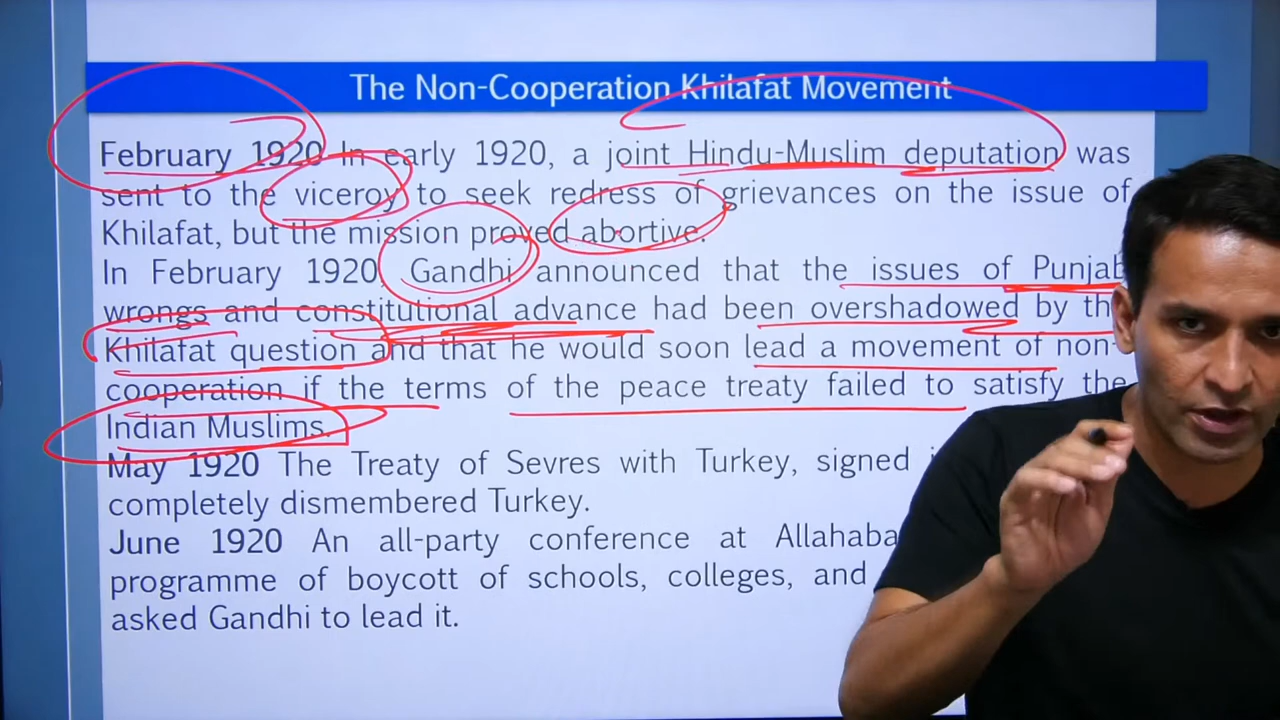 The Non-Cooperation Khilafat Movement
February 1920 In early 1920, a joint Hindu-Muslim deputation was
sent to the viceroy to seek redress of grievances on the issue of
Khilafat, but the mission proved abortive.
In February 1920, Gandhi announced that the issues of Punjab
wrongs and constitutional advance had been overshadowed by the
Khilafat question and that he would soon lead a movement of non-
cooperation if the terms of the peace treaty failed to satisfy the
Indian Muslims.
May 1920 The Treaty of Sevres with Turkey, signed
completely dismembered Turkey.
June 1920 An all-party conference at
programme of boycott of schools, colleges, and
asked Gandhi to lead it.